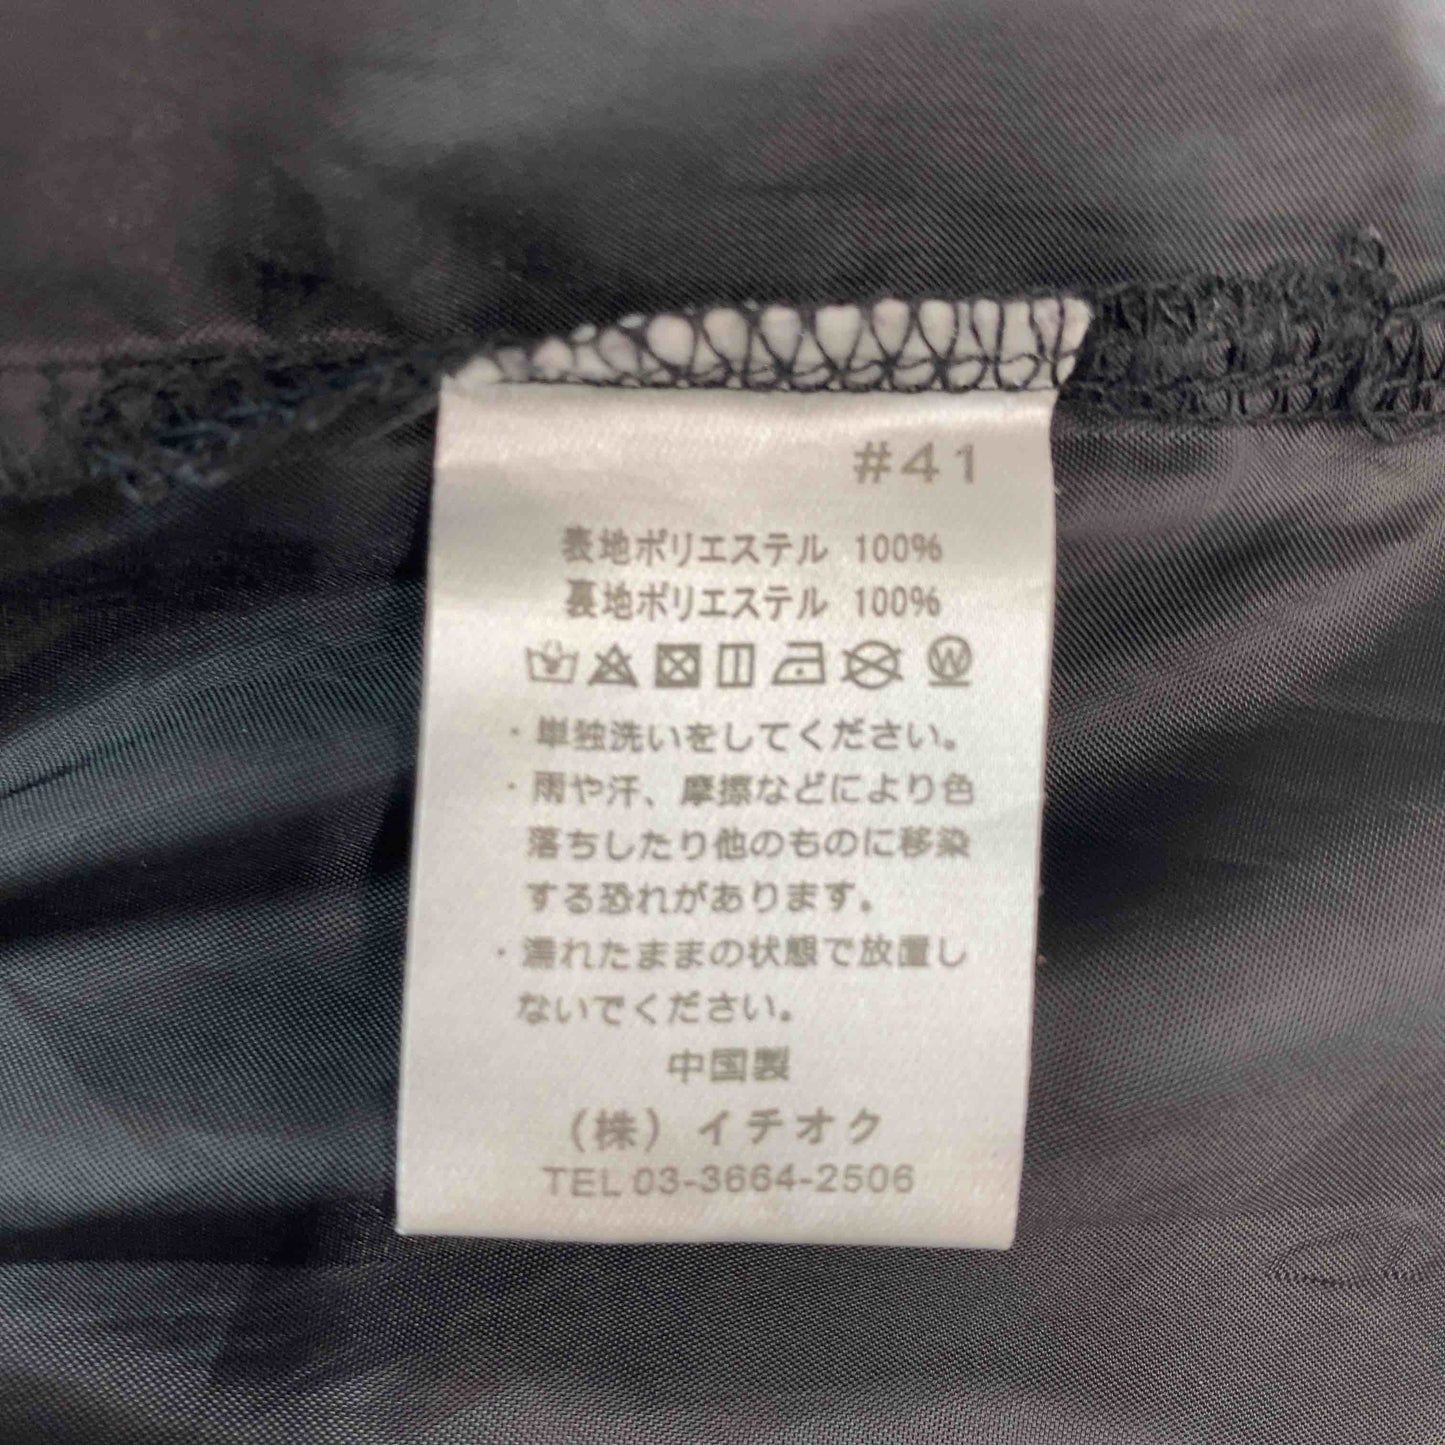 #41
表地ポリエステル 100%
裏地ポリエステル 100%
・単独洗いをしてください。
・雨や汗、摩擦などにより色
落ちしたり他のものに移染
する恐れがあります。
・濡れたままの状態で放置し
ないでください。
中国製
(株) イチオク
TEL 03-3664-2506